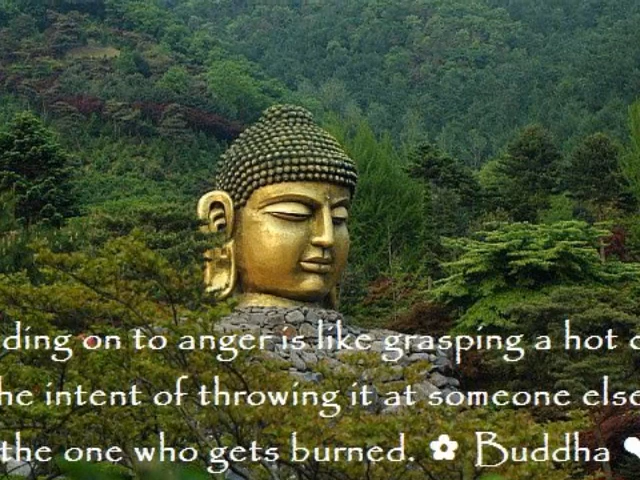 ding on to anger is like grasping a hot c
he intent of throwing it at someone else
the one who gets burned. ✿ Buddha ❤